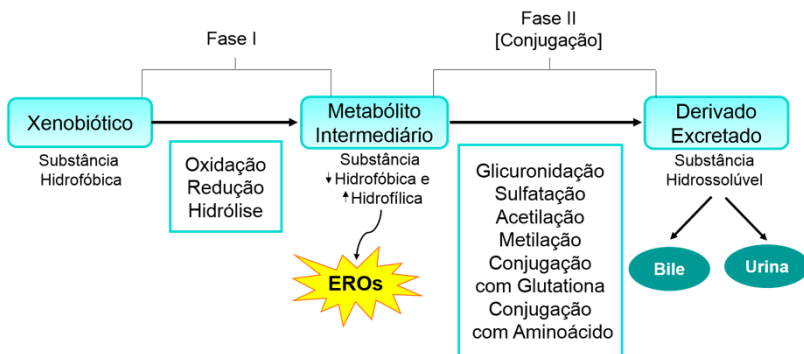 Fase I
Fase II
[Conjugação]
Xenobiótico
Substância
Hidrofóbica
Oxidação
Redução
Hidrólise
Metabólito
Intermediário
Substância
↓Hidrofóbica e
↑Hidrofílica
EROs
Glicuronidação
Sulfatação
Acetilação
Metilação
Conjugação
com Glutationa
Conjugação
com Aminoácido
Derivado
Excretado
Substância
Hidrossolúvel
Bile
Urina